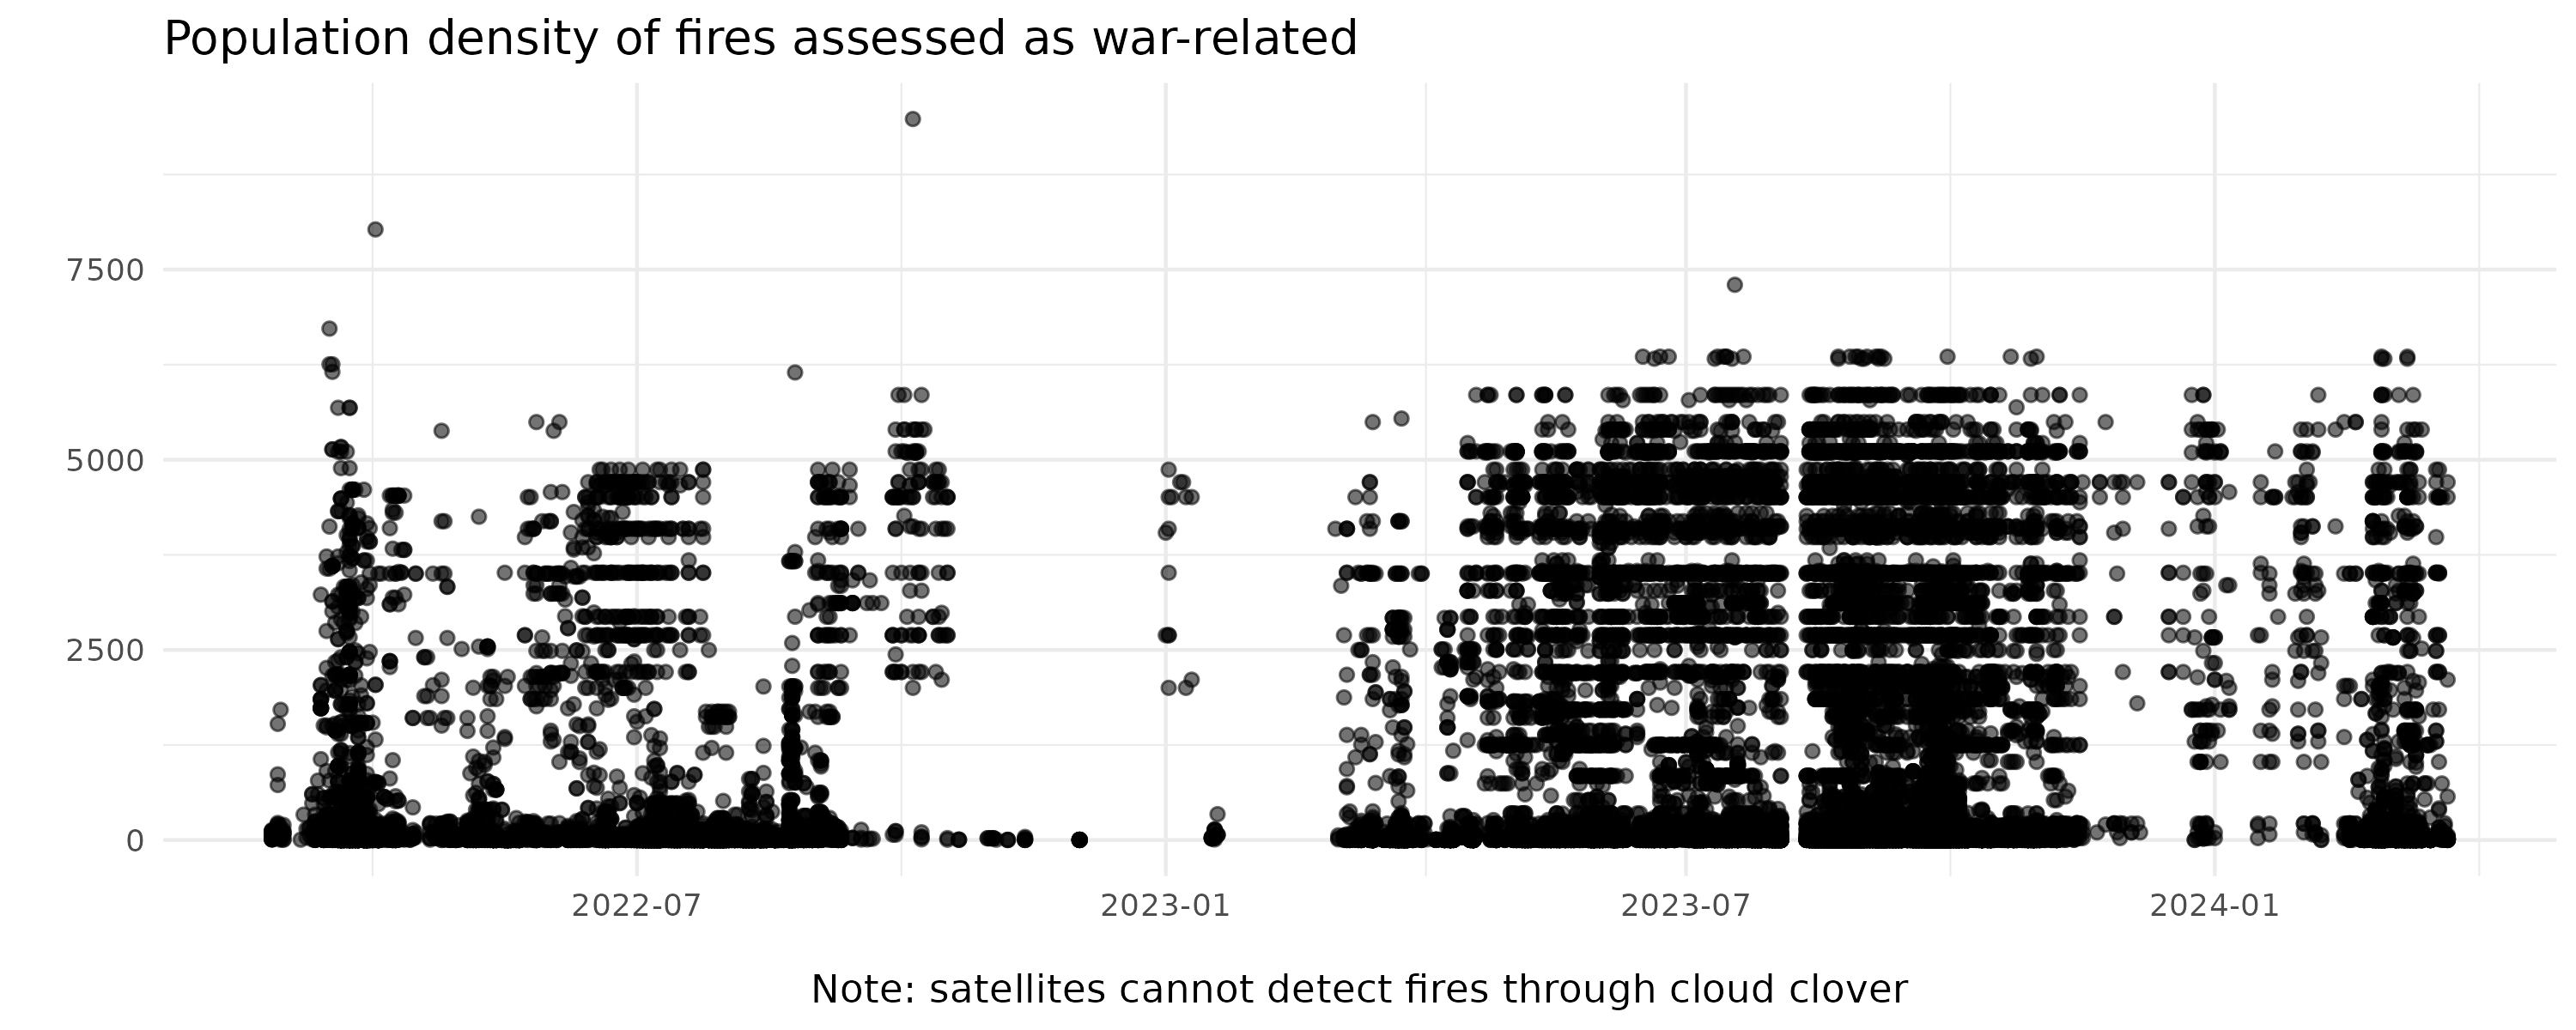 Population density of fires assessed as war-related
7500
5000
2500
0
2022-07 2023-01 2023-07 2024-01
Note: satellites cannot detect fires through cloud clover